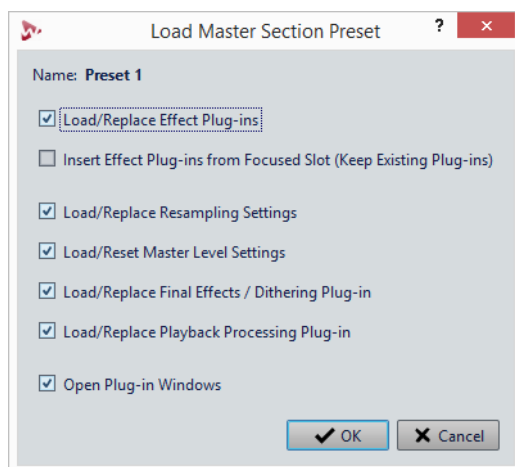 Load Master Section Preset ? ×
Name: Preset 1
Load/Replace Effect Plug-ins
Insert Effect Plug-ins from Focused Slot (Keep Existing Plug-ins)
Load/Replace Resampling Settings
Load/Reset Master Level Settings
Load/Replace Final Effects / Dithering Plug-in
Load/Replace Playback Processing Plug-in
Open Plug-in Windows
OK Cancel